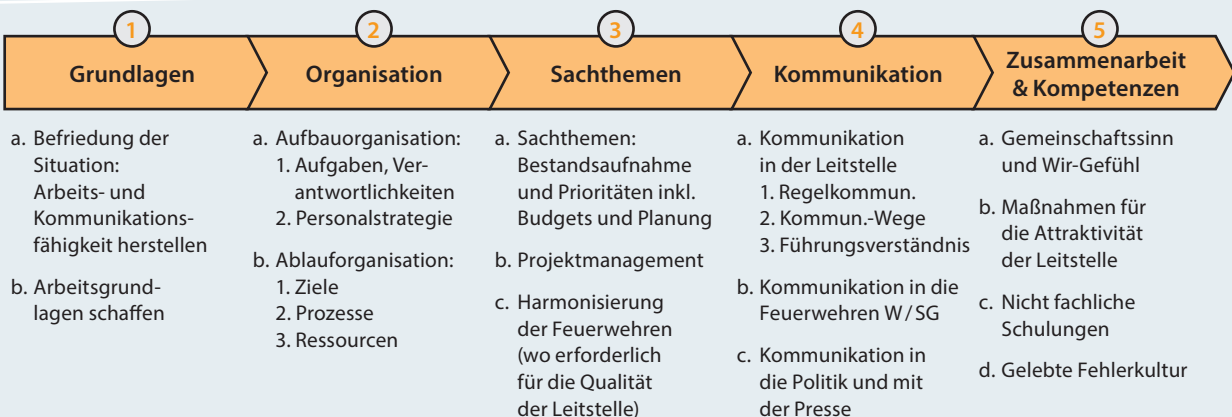 1
Grundlagen
a. Befriedung der
Situation:
Arbeits- und
Kommunikations-
fähigkeit herstellen
b. Arbeitsgrund-
lagen schaffen
2
Organisation
a. Aufbauorganisation:
1. Aufgaben, Ver-
antwortlichkeiten
2. Personalstrategie
b. Ablauforganisation:
1. Ziele
2. Prozesse
3. Ressourcen
3
Sachthemen
a. Sachthemen:
Bestandsaufnahme
und Prioritäten inkl.
Budgets und Planung
b. Projektmanagement
c. Harmonisierung
der Feuerwehren
(wo erforderlich
für die Qualität
der Leitstelle)
4
Kommunikation
a. Kommunikation
in der Leitstelle
1. Regelkommun.
2. Kommun.-Wege
3. Führungsverständnis
b. Kommunikation in die
Feuerwehren W/SG
c. Kommunikation in
die Politik und mit
der Presse
5
Zusammenarbeit
& Kompetenzen
a. Gemeinschaftssinn
und Wir-Gefühl
b. Maßnahmen für
die Attraktivität
der Leitstelle
c. Nicht fachliche
Schulungen
d. Gelebte Fehlerkultur